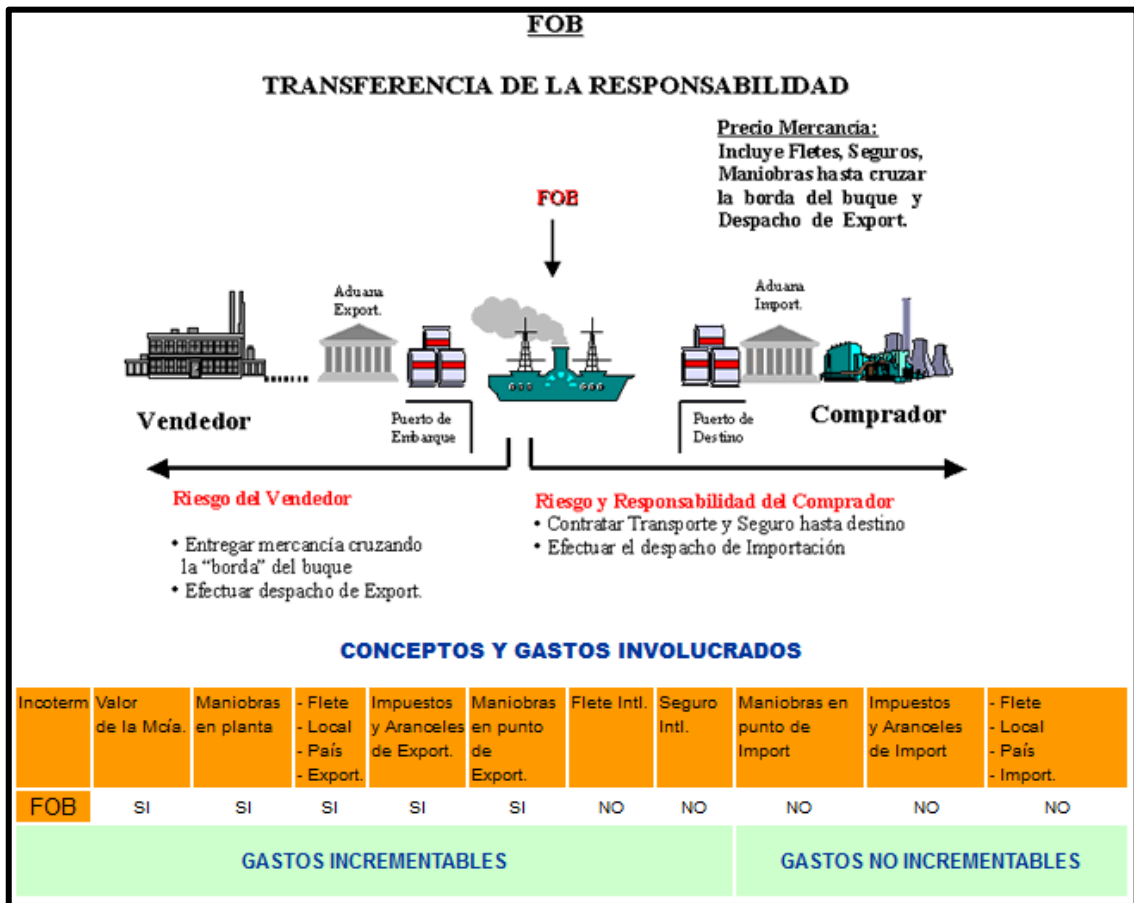 FOB
TRANSFERENCIA DE LA RESPONSABILIDAD
Precio Mercancía:
Incluye Fletes, Seguros,
Maniobras hasta cruzar
la borda del buque y
Despacho de Export.
FOB
Aduana
Export.
Aduana
Import.
Vendedor
Puerto de
Embarque
Puerto de
Destino
Comprador
Riesgo del Vendedor
• Entregar mercancía cruzando
la "borda" del buque
• Efectuar despacho de Export.
Riesgo y Responsabilidad del Comprador
• Contratar Transporte y Seguro hasta destino
• Efectuar el despacho de Importación
CONCEPTOS Y GASTOS INVOLUCRADOS
Incoterm
Valor
de la Mcía.
Maniobras
en planta
- Flete
- Local
- País
- Export.
Impuestos
y Aranceles
de Export.
Maniobras
en punto
de
Export.
Flete Intl.
Seguro
Intl.
Maniobras en
punto de
Import
Impuestos
y Aranceles
de Import
- Flete
- Local
- País
- Import.
FOB SI SI SI SI SI NO NO NO NO NO
GASTOS INCREMENTABLES
GASTOS NO INCREMENTABLES